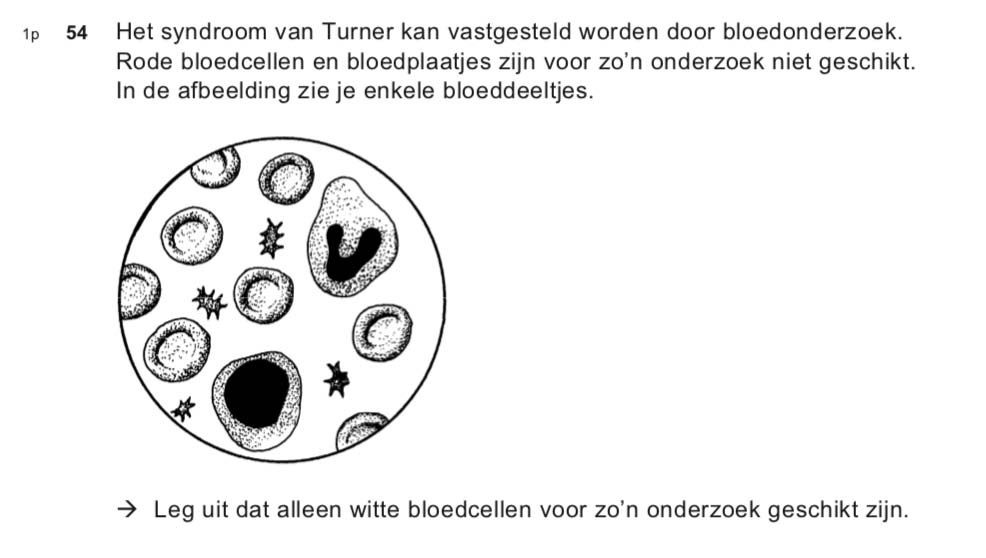 1p 54 Het syndroom van Turner kan vastgesteld worden door bloedonderzoek.
Rode bloedcellen en bloedplaatjes zijn voor zo'n onderzoek niet geschikt.
In de afbeelding zie je enkele bloeddeeltjes.
→ Leg uit dat alleen witte bloedcellen voor zo'n onderzoek geschikt zijn.